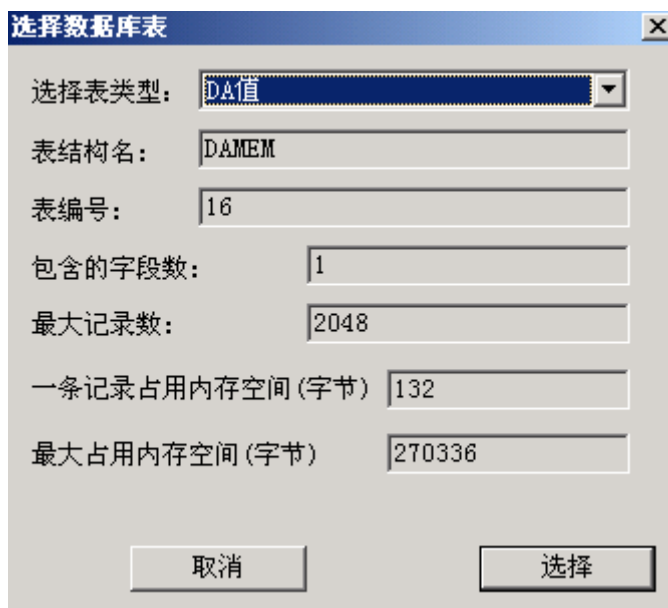 选择数据库表
选择表类型: DA值
表结构名: DAMEM
表编号: 16
包含的字段数: 1
最大记录数: 2048
一条记录占用内存空间(字节) 132
最大占用内存空间(字节) 270336
取消 选择